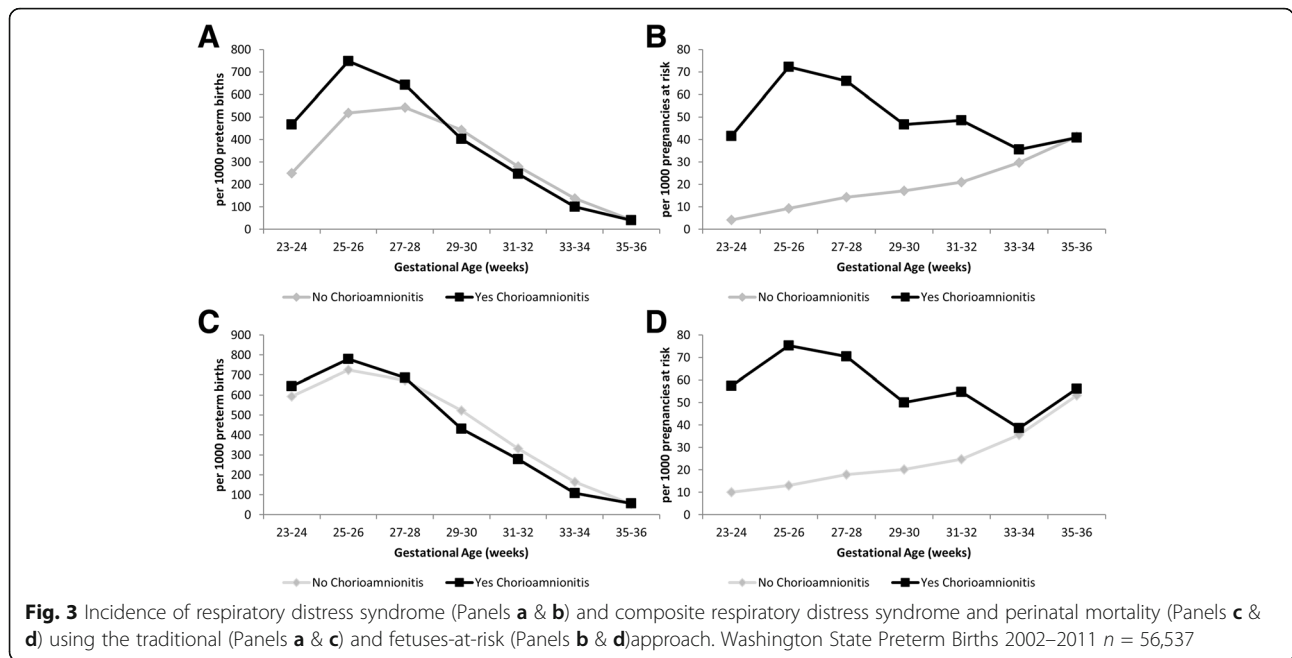 A
800
700
600
500
400
300
200
100
0
per 1000 preterm births
23-24 25-26 27-28 29-30 31-32 33-34 35-36
Gestational Age (weeks)
No Chorioamnionitis Yes Chorioamnionitis
B
80
70
60
50
40
30
20
10
0
per 1000 pregnancies at risk
23-24 25-26 27-28 29-30 31-32 33-34 35-36
Gestational Age (weeks)
No Chorioamnionitis Yes Chorioamnionitis
C
900
800
700
600
500
400
300
200
100
0
per 1000 preterm births
23-24 25-26 27-28 29-30 31-32 33-34 35-36
Gestational Age (weeks)
No Chorioamnionitis Yes Chorioamnionitis
D
80
70
60
50
40
30
20
10
0
per 1000 pregnancies at risk
23-24 25-26 27-28 29-30 31-32 33-34 35-36
Gestational Age (weeks)
No Chorioamnionitis Yes Chorioamnionitis
Fig. 3 Incidence of respiratory distress syndrome (Panels a & b) and composite respiratory distress syndrome and perinatal mortality (Panels c &
d) using the traditional (Panels a & c) and fetuses-at-risk (Panels b & d)approach. Washington State Preterm Births 2002–2011 n = 56,537